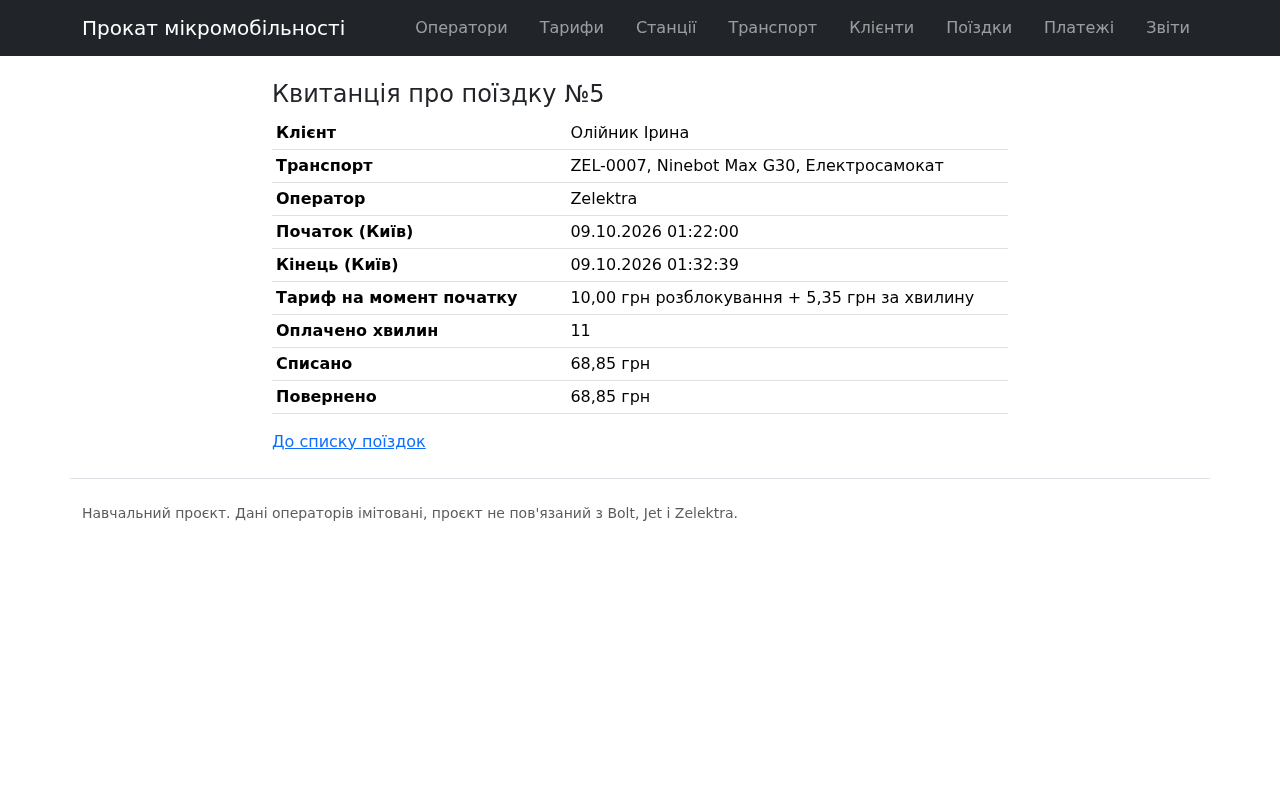 Прокат мікромобільності Оператори Тарифи Станції Транспорт Клієнти Поїздки Платежі Звіти
Квитанція про поїздку №5
Клієнт Олійник Ірина
Транспорт ZEL-0007, Ninebot Max G30, Електросамокат
Оператор Zelektra
Початок (Київ) 09.10.2026 01:22:00
Кінець (Київ) 09.10.2026 01:32:39
Тариф на момент початку 10,00 грн розблокування + 5,35 грн за хвилину
Оплачено хвилин 11
Списано 68,85 грн
Повернено 68,85 грн
До списку поїздок
Навчальний проєкт. Дані операторів імітовані, проєкт не пов'язаний з Bolt, Jet і Zelektra.